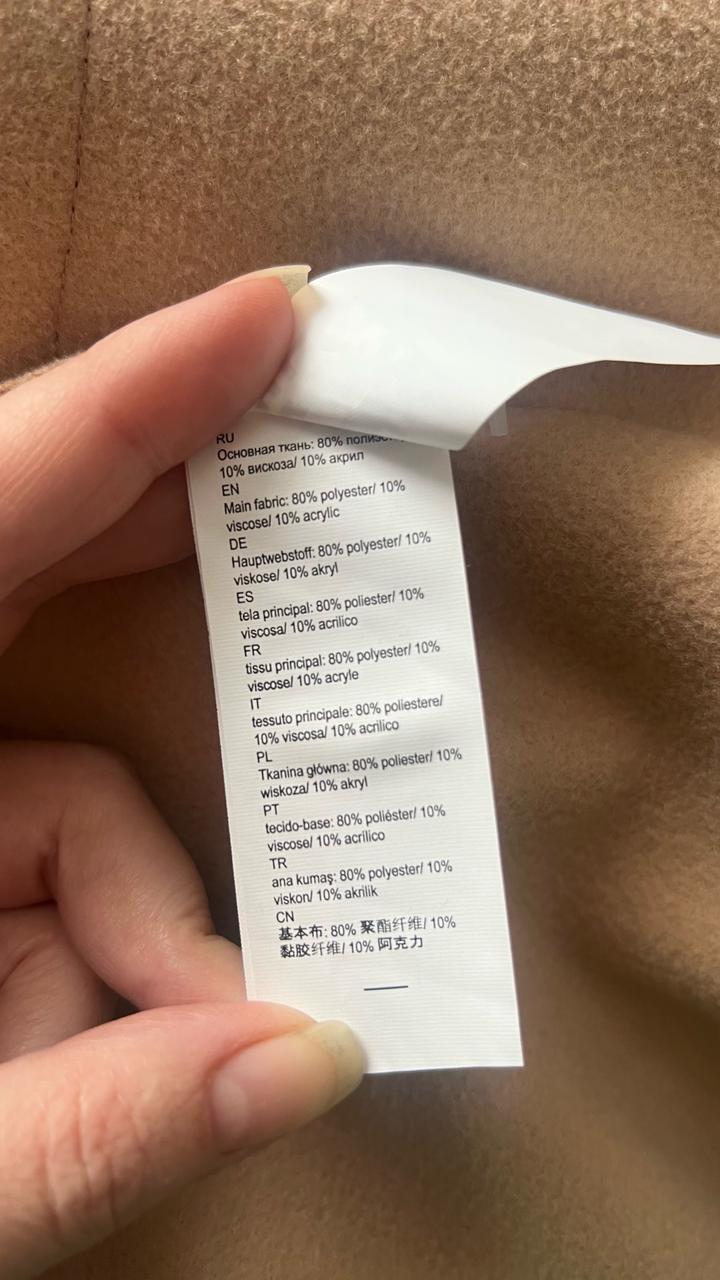 RU
Основная ткань: 80%
10% вискоза/ 10% акрил
EN
Main fabric: 80% polyester/ 10%
viscose/ 10% acrylic
DE
Hauptwebstoff: 80% polyester/ 10%
viskose/ 10% akryl
ES
tela principal: 80% poliester/ 10%
viscosa/ 10% acrilico
FR
tissu principal: 80% polyester/ 10%
viscose/ 10% acryle
IT
tessuto principale: 80% poliestere/
10% viscosa/ 10% acrilico
PL
Tkanina główna: 80% poliester/ 10%
wiskoza/ 10% akryl
PT
tecido-base: 80% poliéster/ 10%
viscose/ 10% acrílico
TR
ana kumaş: 80% polyester/ 10%
viskon/ 10% akrilik
CN
基本布: 80% 聚酯纤维/ 10%
黏胶纤维/ 10% 阿克力